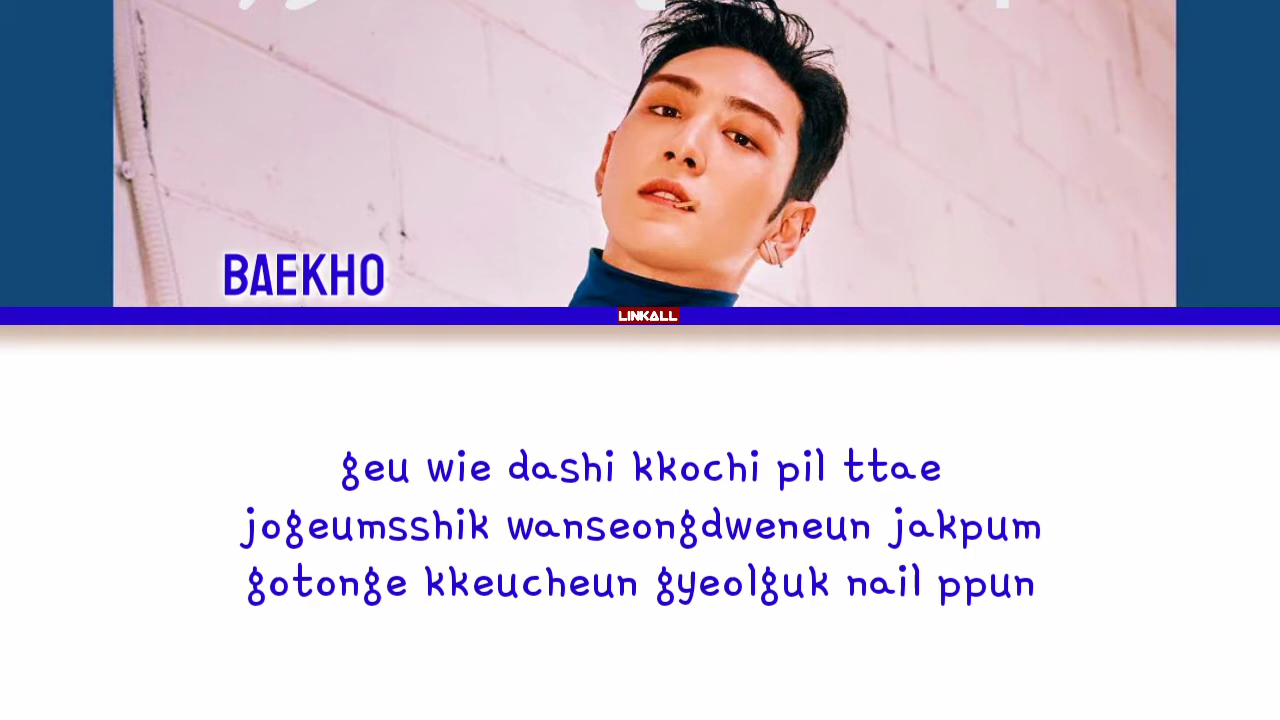 BAEKHO
LINKALL
geu wie dashi kkochi pil ttae
jogeumsshik wanseongdweneun jakpum
gotonge kkeucheun gyeolguk nail ppun